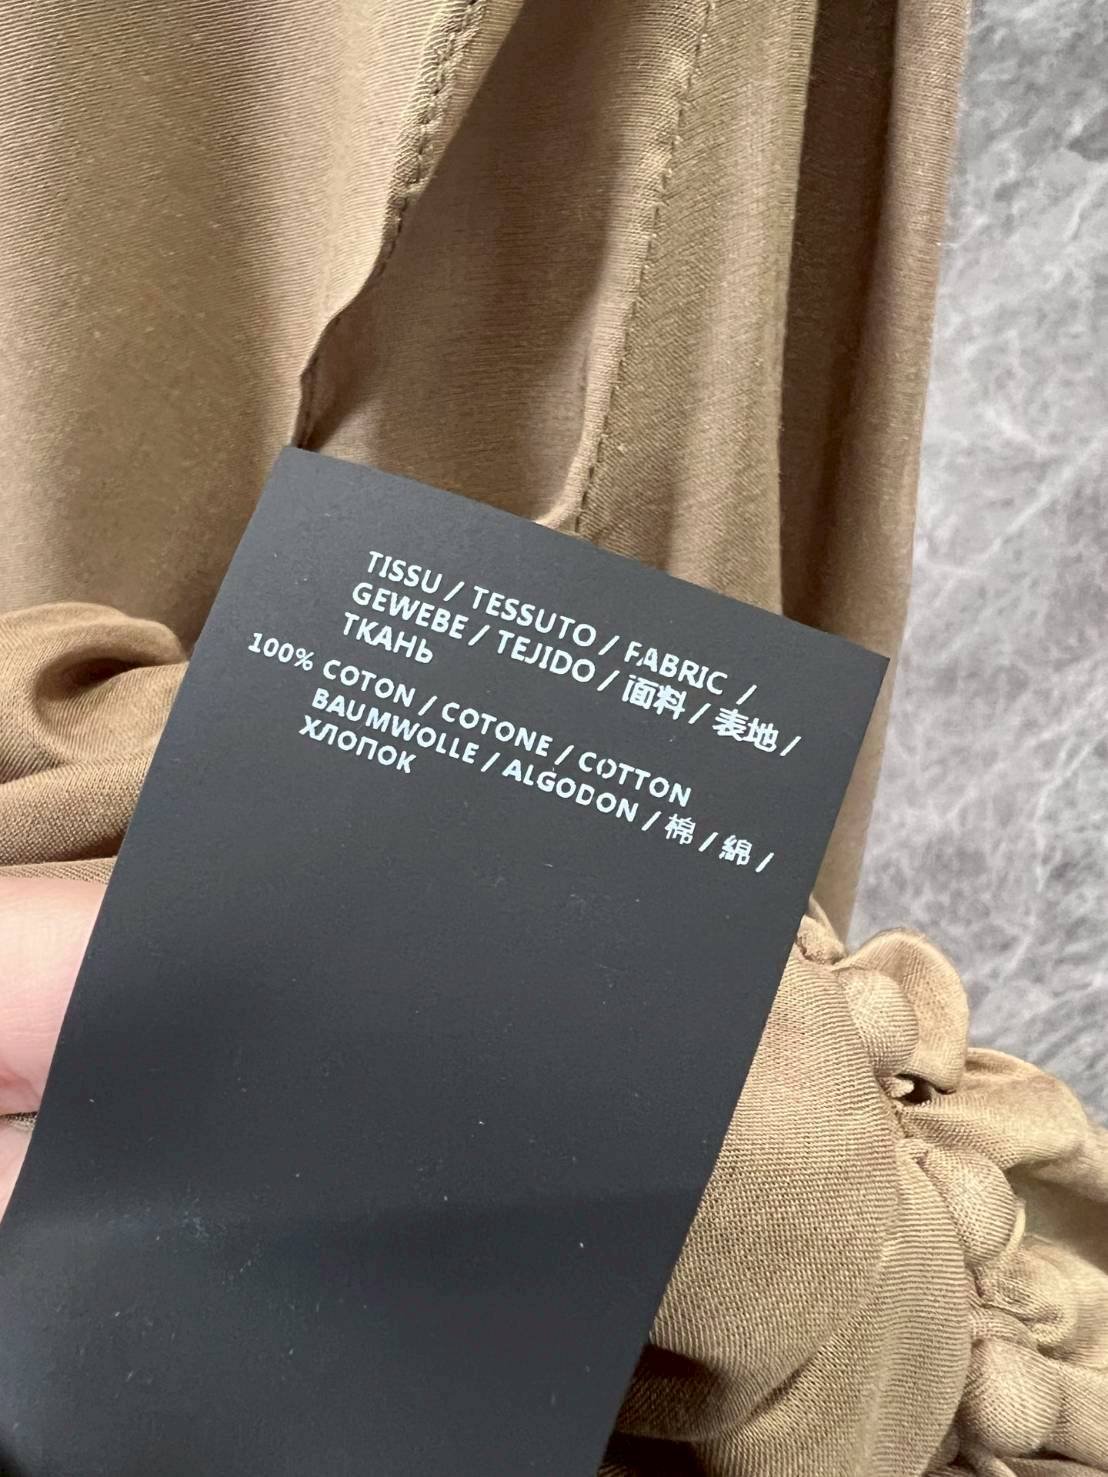 TISSU / TESSUTO / FABRIC /
GEWEBE / TEJIDO / 面料 / 表地 /
ТКАНЬ
100% COTON / COTONE / COTTON
BAUMWOLLE / ALGODON / 棉 / 綿 /
ХЛОПОК